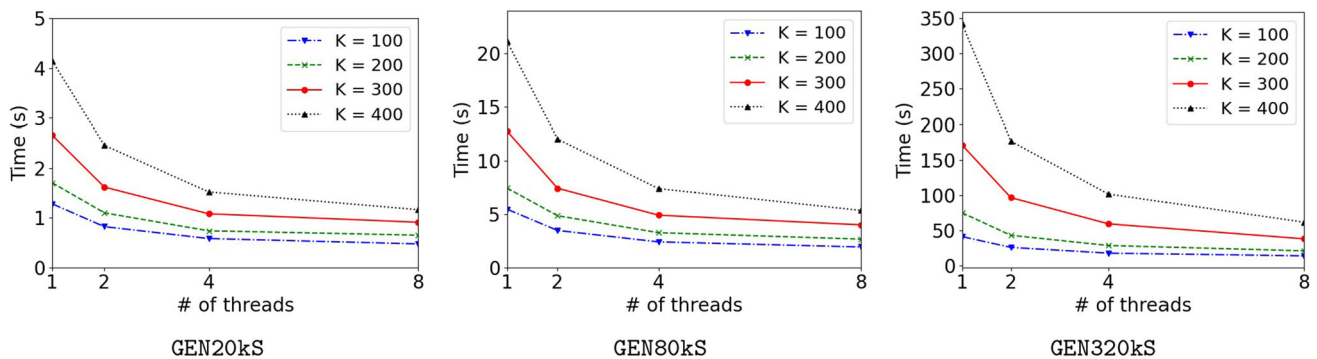 5
4
3
2
1
0
Time (s)
K = 100
K = 200
K = 300
K = 400
1 2 4 8
# of threads
GEN20kS
20
15
10
5
0
Time (s)
K = 100
K = 200
K = 300
K = 400
1 2 4 8
# of threads
GEN80kS
350
300
250
200
150
100
50
0
Time (s)
K = 100
K = 200
K = 300
K = 400
1 2 4 8
# of threads
GEN320kS